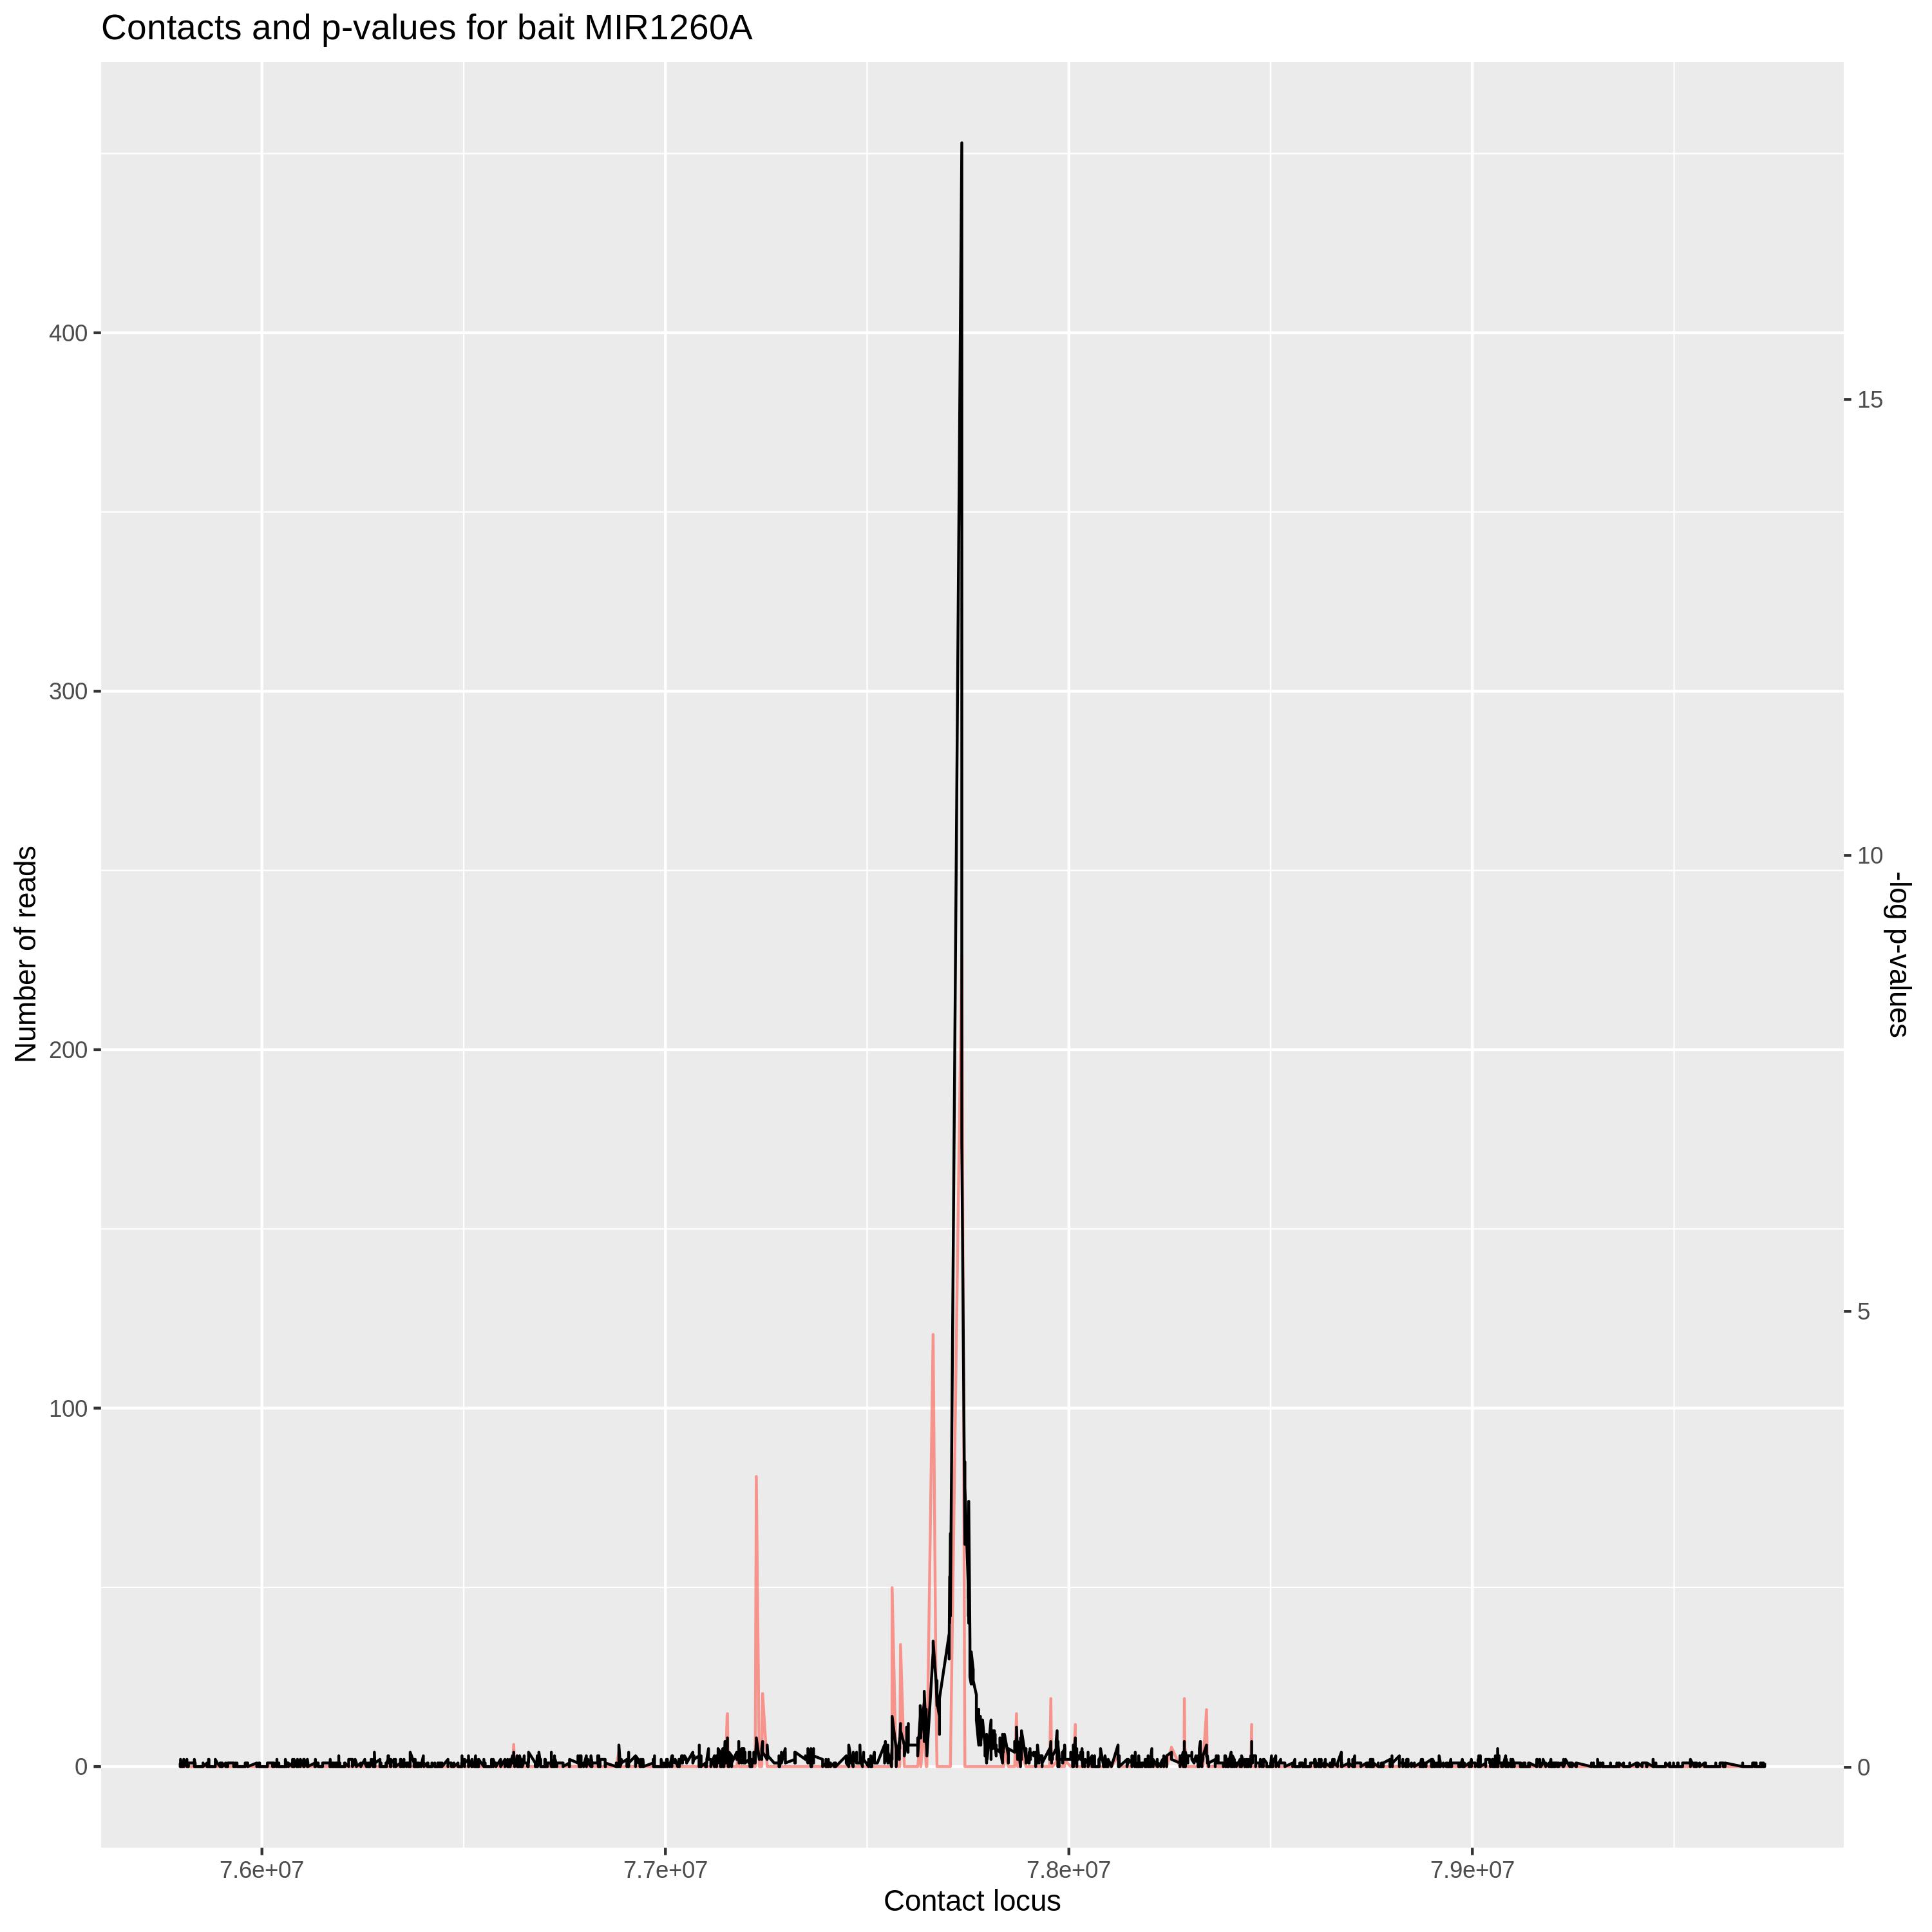 Contacts and p-values for bait MIR1260A
Number of reads
400
300
200
100
0
15
10
5
0
-log p-values
7.6e+07
7.7e+07
7.8e+07
7.9e+07
Contact locus